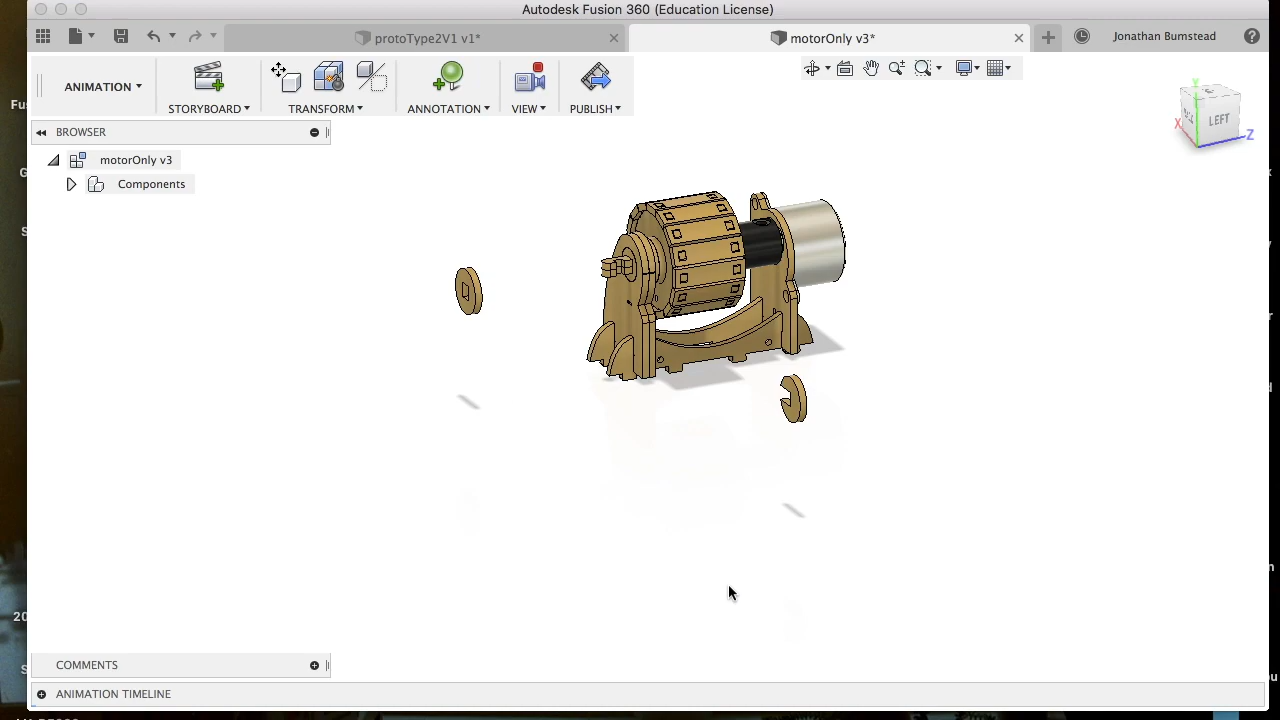 Autodesk Fusion 360 (Education License)
protoType2V1 v1*
motorOnly v3*
Jonathan Bumstead
ANIMATION
STORYBOARD
TRANSFORM
ANNOTATION
VIEW
PUBLISH
Y
X
Z
LEFT
BROWSER
motorOnly v3
Components
COMMENTS
ANIMATION TIMELINE